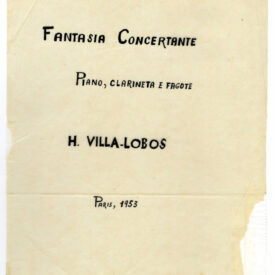 FANTASIA CONCERTANTE
PIANO, CLARINETA E FAGOTE
H. VILLA-LOBOS
PARIS, 1953